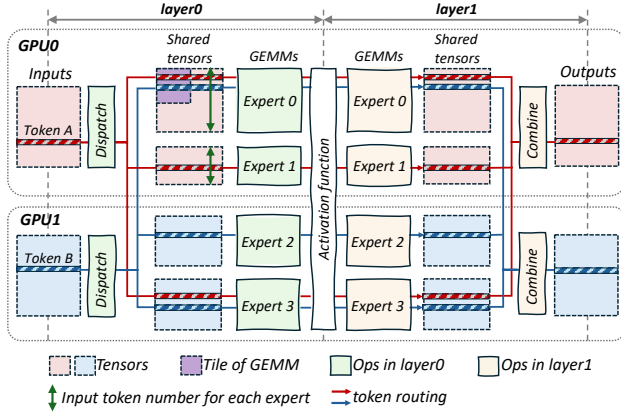 layer0
layer1
GPU0
Inputs
Shared
tensors
GEMMs
GEMMs
Shared
tensors
Outputs
Token A
Dispatch
Expert 0
Expert 1
Activation function
Expert 0
Expert 1
Combine
GPU1
Token B
Dispatch
Expert 2
Expert 3
Expert 2
Expert 3
Combine
Tensors
Tile of GEMM
Ops in layer0
Ops in layer1
Input token number for each expert
token routing